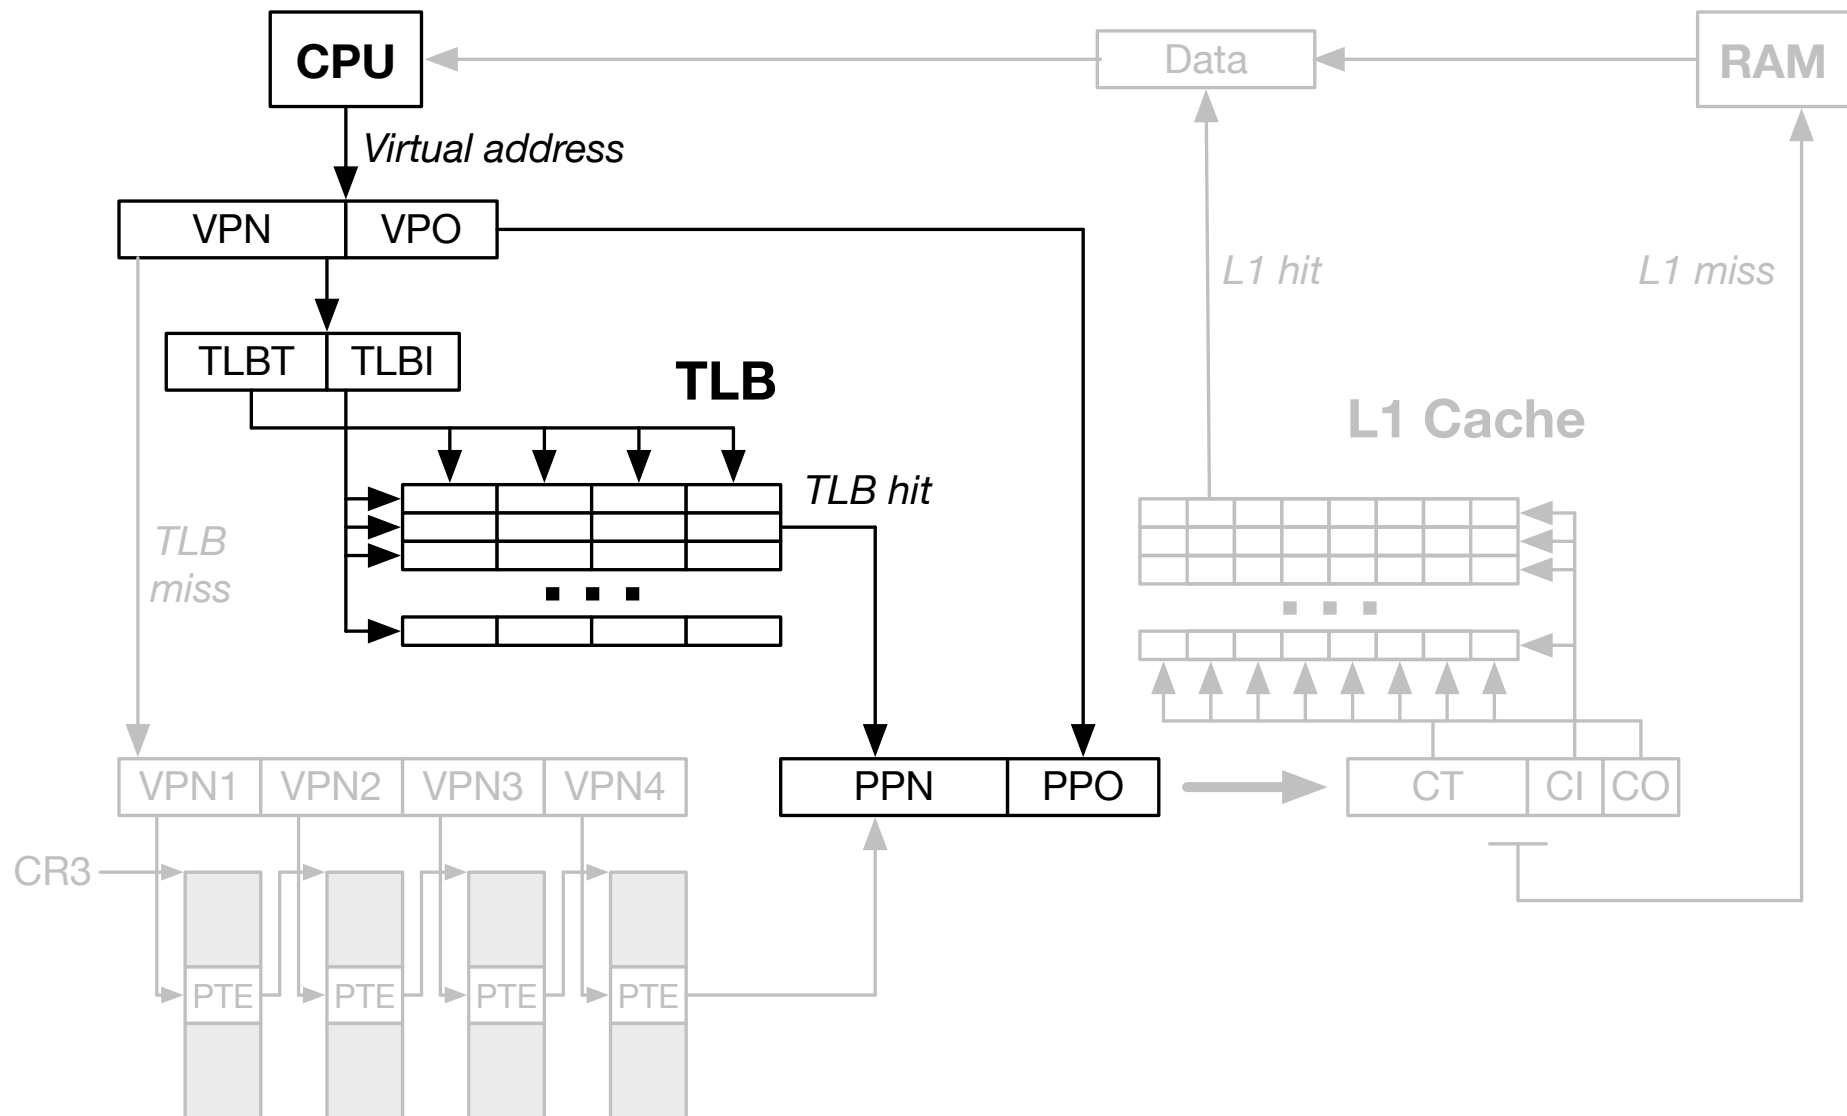 CPU
Data
RAM
Virtual address
VPN VPO
L1 hit
L1 miss
TLBT TLBI
TLB
L1 Cache
TLB hit
TLB
miss
VPN1 VPN2 VPN3 VPN4
PPN PPO
CT CI CO
CR3
PTE PTE PTE PTE